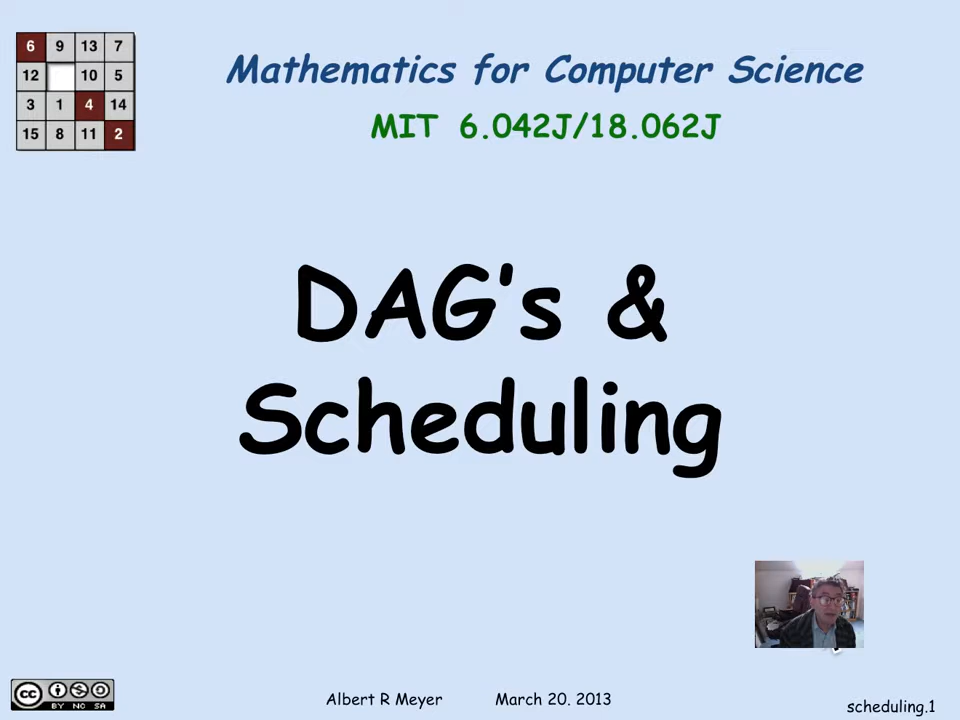 6 9 13 7
12 10 5
3 1 4 14
15 8 11 2
Mathematics for Computer Science
MIT 6.042J/18.062J
DAG's &
Scheduling
cc
BY NC SA
Albert R Meyer March 20. 2013
scheduling.1